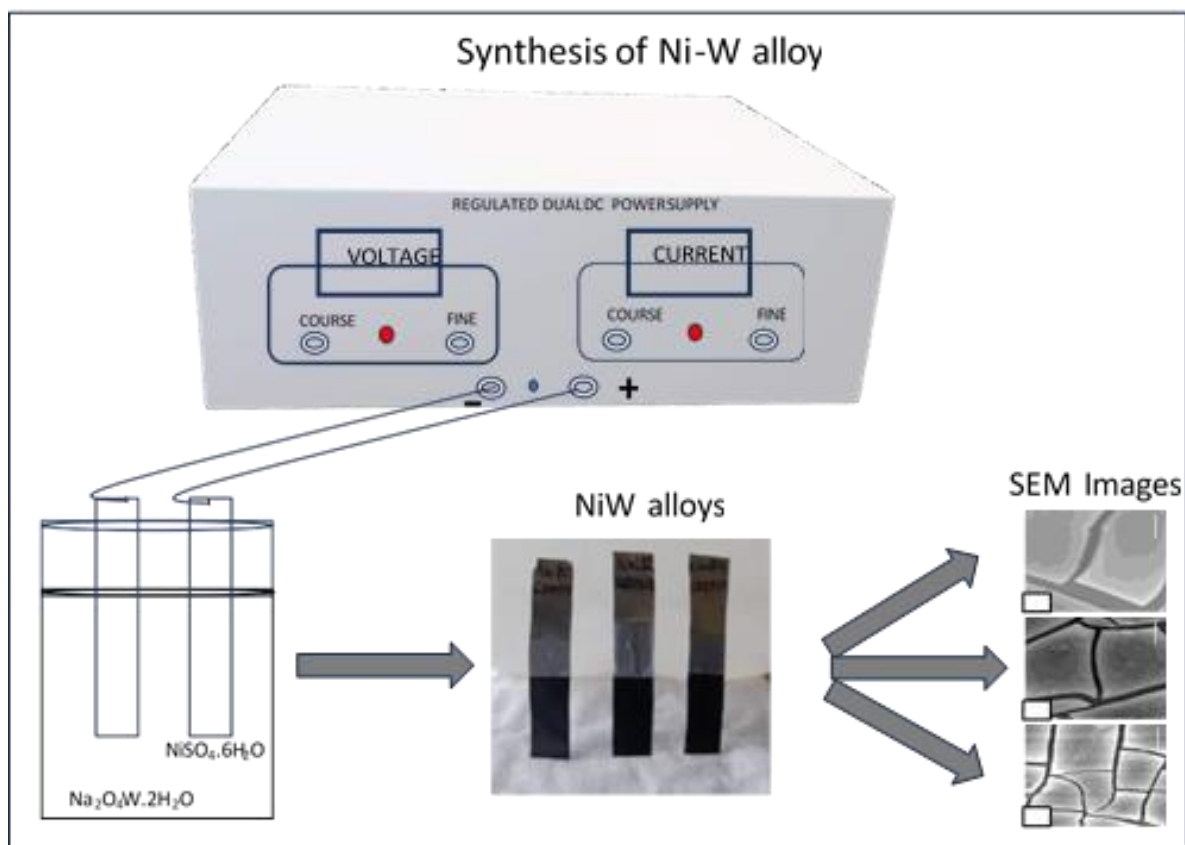 Synthesis of Ni-W alloy
REGULATED DUALDC POWERSUPPLY
VOLTAGE
CURRENT
COURSE
FINE
COURSE
FINE
-
+
NiW alloys
SEM Images
NiSO₄.6H₂O
Na₂O₄W.2H₂O